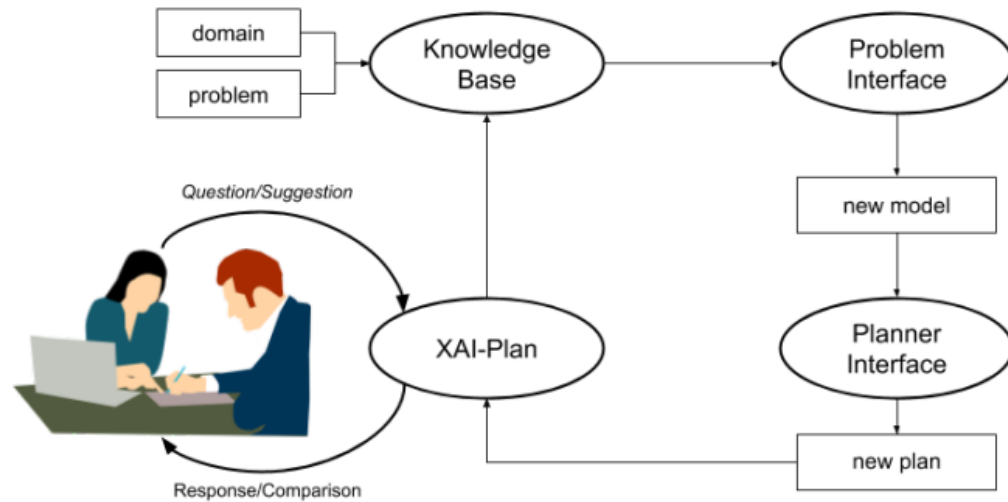 domain
problem
Knowledge
Base
Problem
Interface
Question/Suggestion
new model
XAI-Plan
Planner
Interface
new plan
Response/Comparison